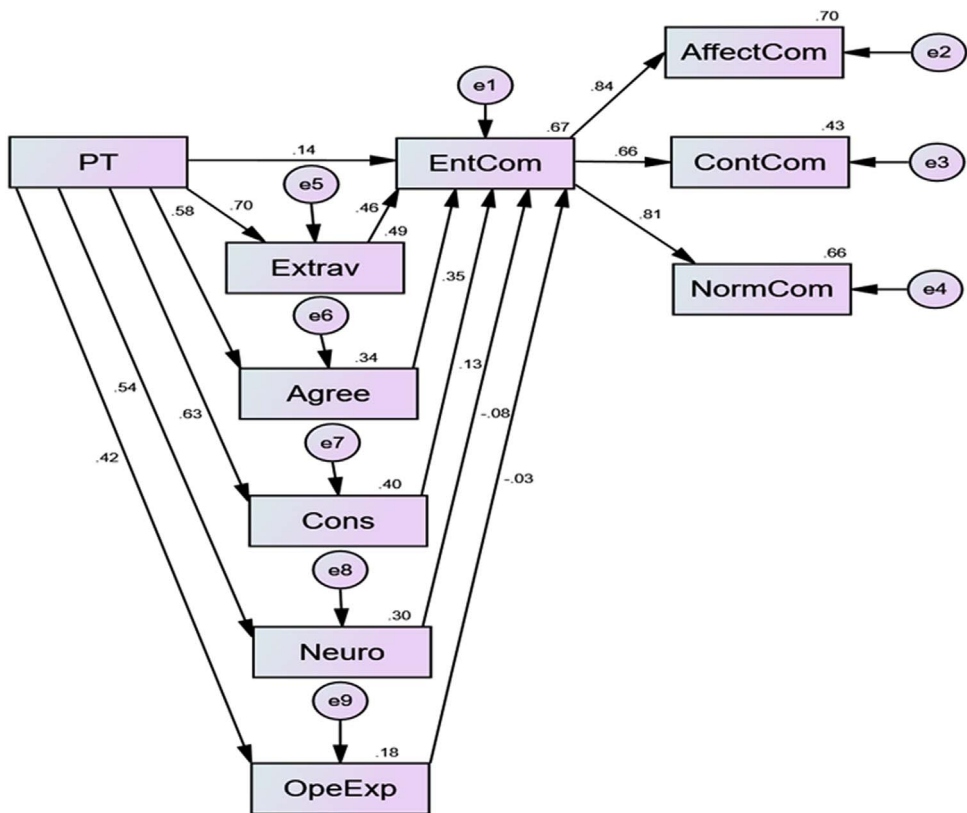 .70
AffectCom
e2
.84
e1
.67
.43
PT
.14
EntCom
.66
ContCom
e3
e5
.58
.70
.46
.81
.49
.66
Extrav
NormCom
e4
.35
e6
.34
.13
.54
Agree
-.08
.63
e7
.42
.40
-.03
Cons
e8
.30
Neuro
e9
.18
OpeExp